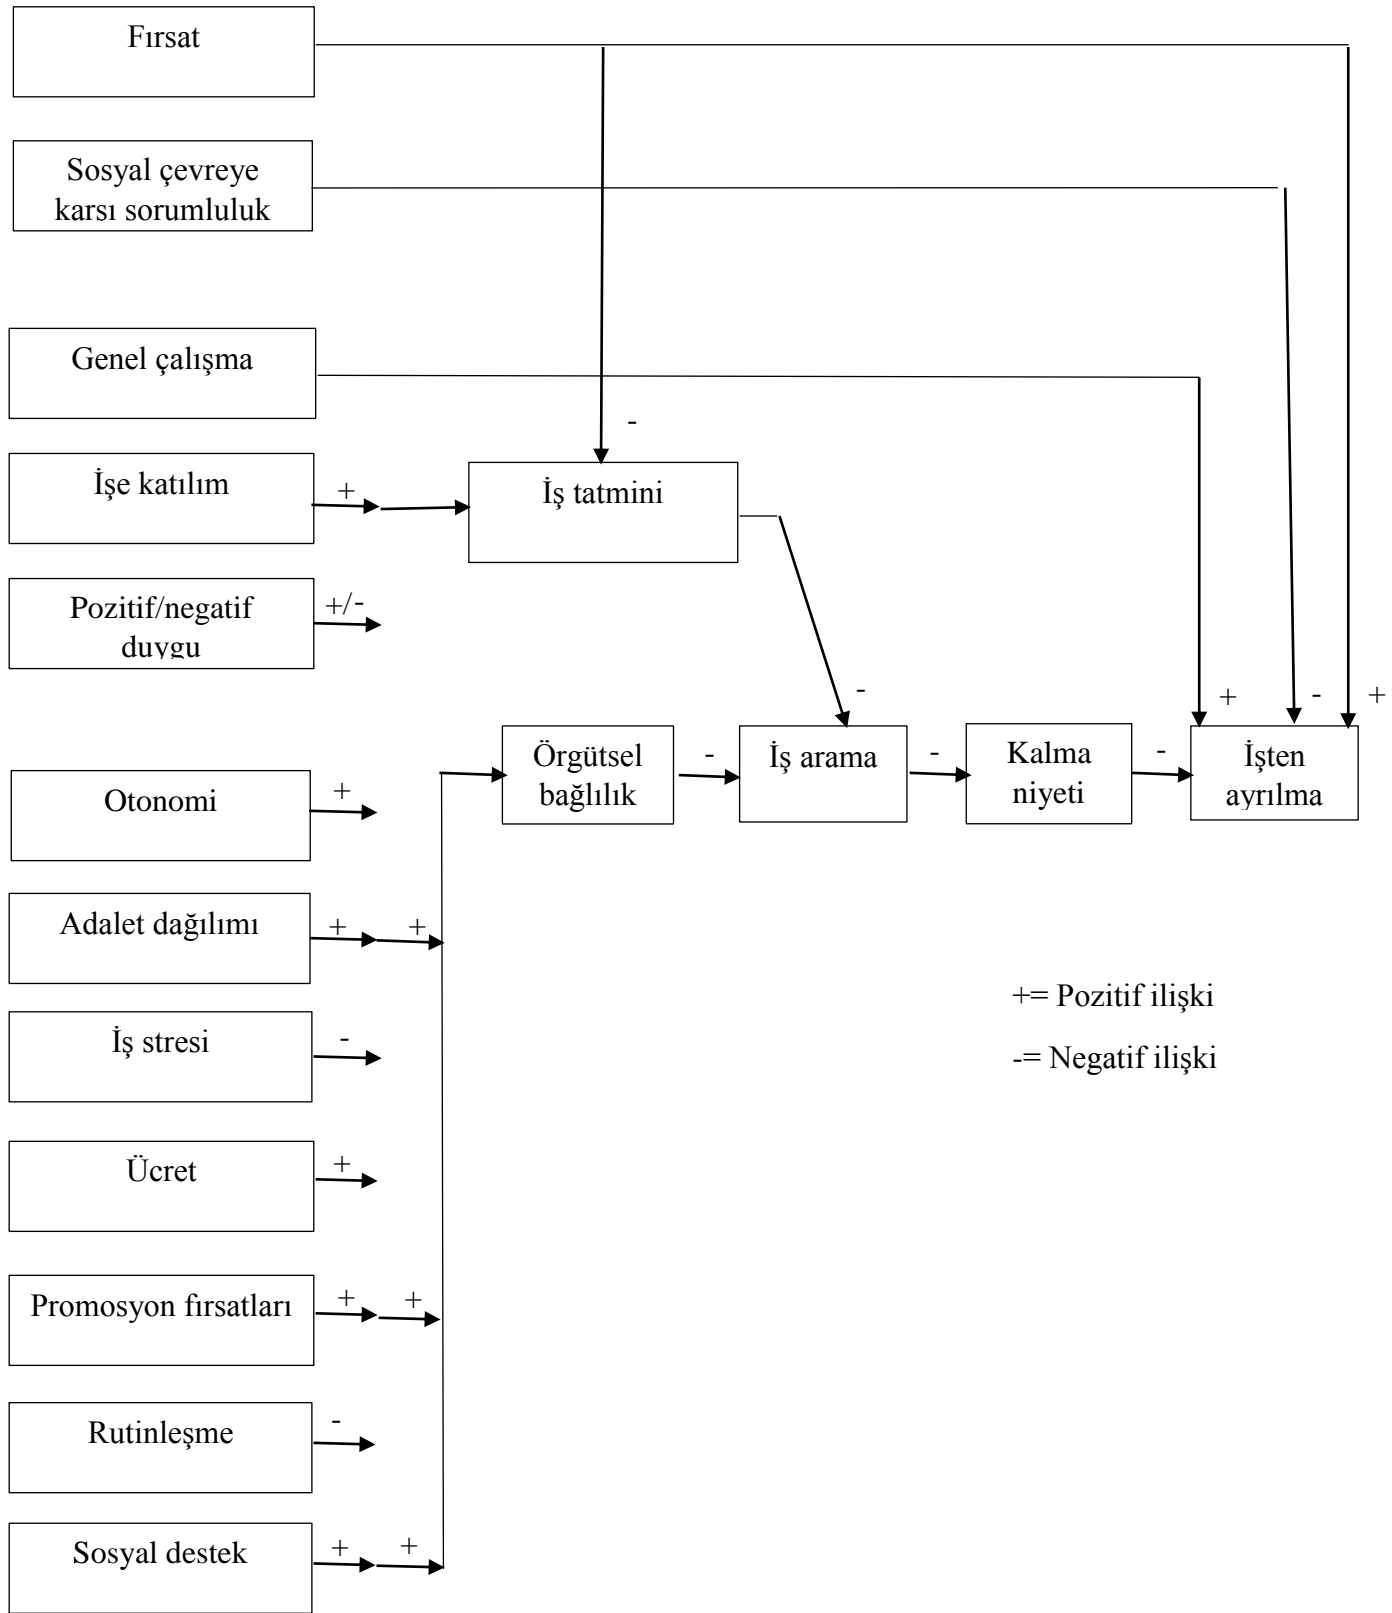 Fırsat
Sosyal çevreye
karsı sorumluluk
Genel çalışma
-
İşe katılım
+
İş tatmini
Pozitif/negatif
duygu
+/-
-
+
-
+
Örgütsel
bağlılık
-
İş arama
-
Kalma
niyeti
-
İşten
ayrılma
Otonomi
+
Adalet dağılımı
+
+
+= Pozitif ilişki
-= Negatif ilişki
İş stresi
-
Ücret
+
Promosyon fırsatları
+
+
Rutinleşme
-
Sosyal destek
+
+